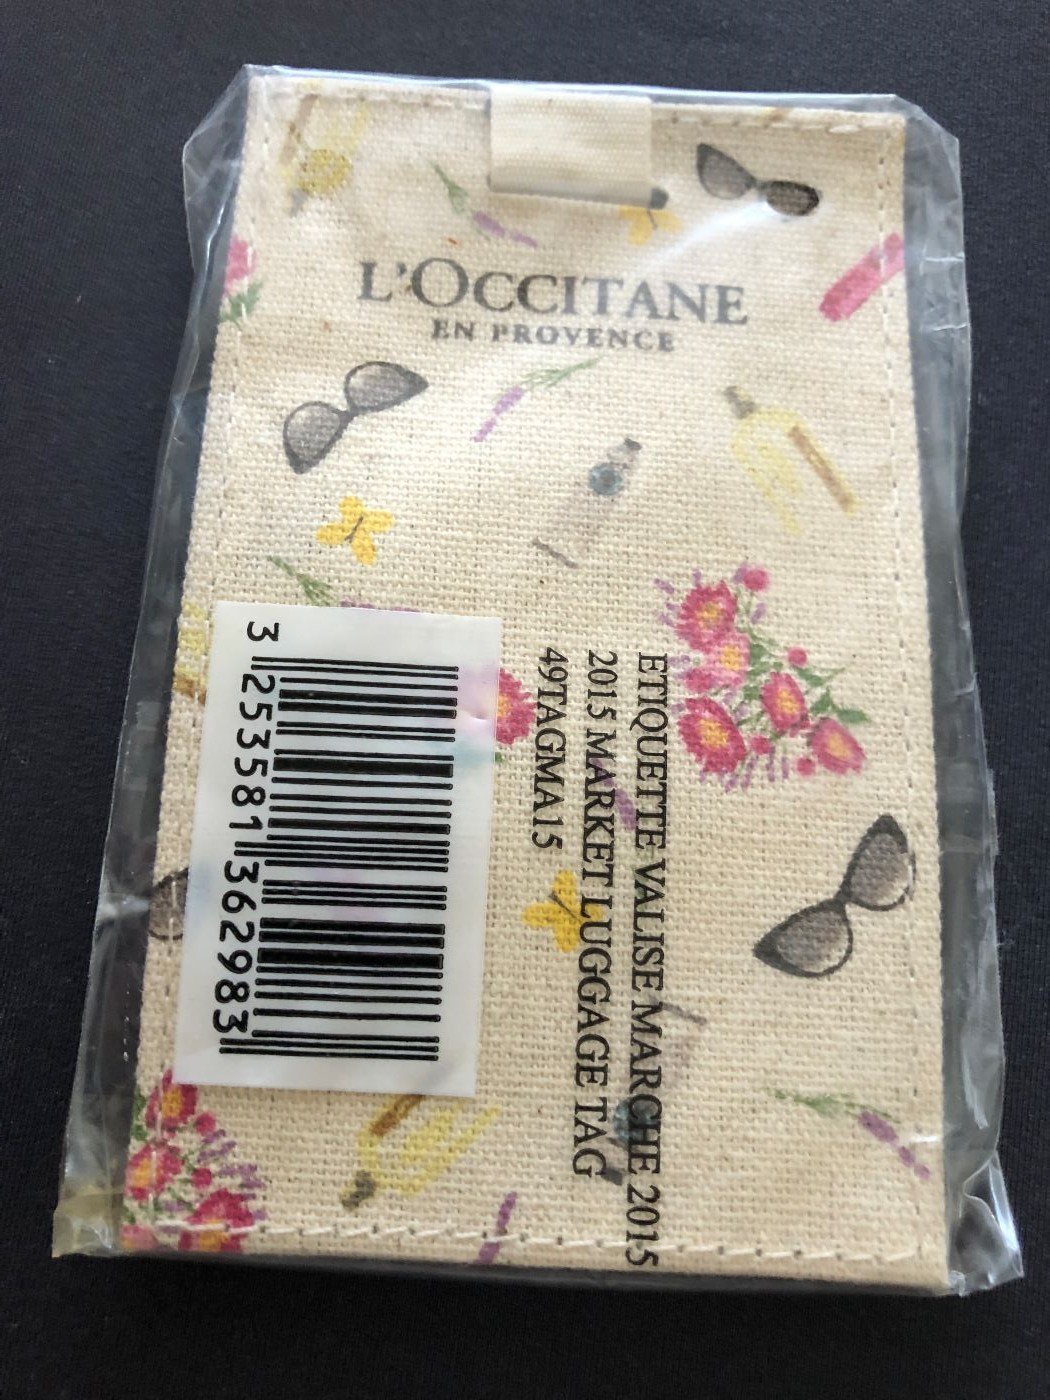 L'OCCITANE
EN PROVENCE
ETIQUETTE VALISE MARCHE 2015
2015 MARKET LUGGAGE TAG
49TAGMA15
3 253581 362983